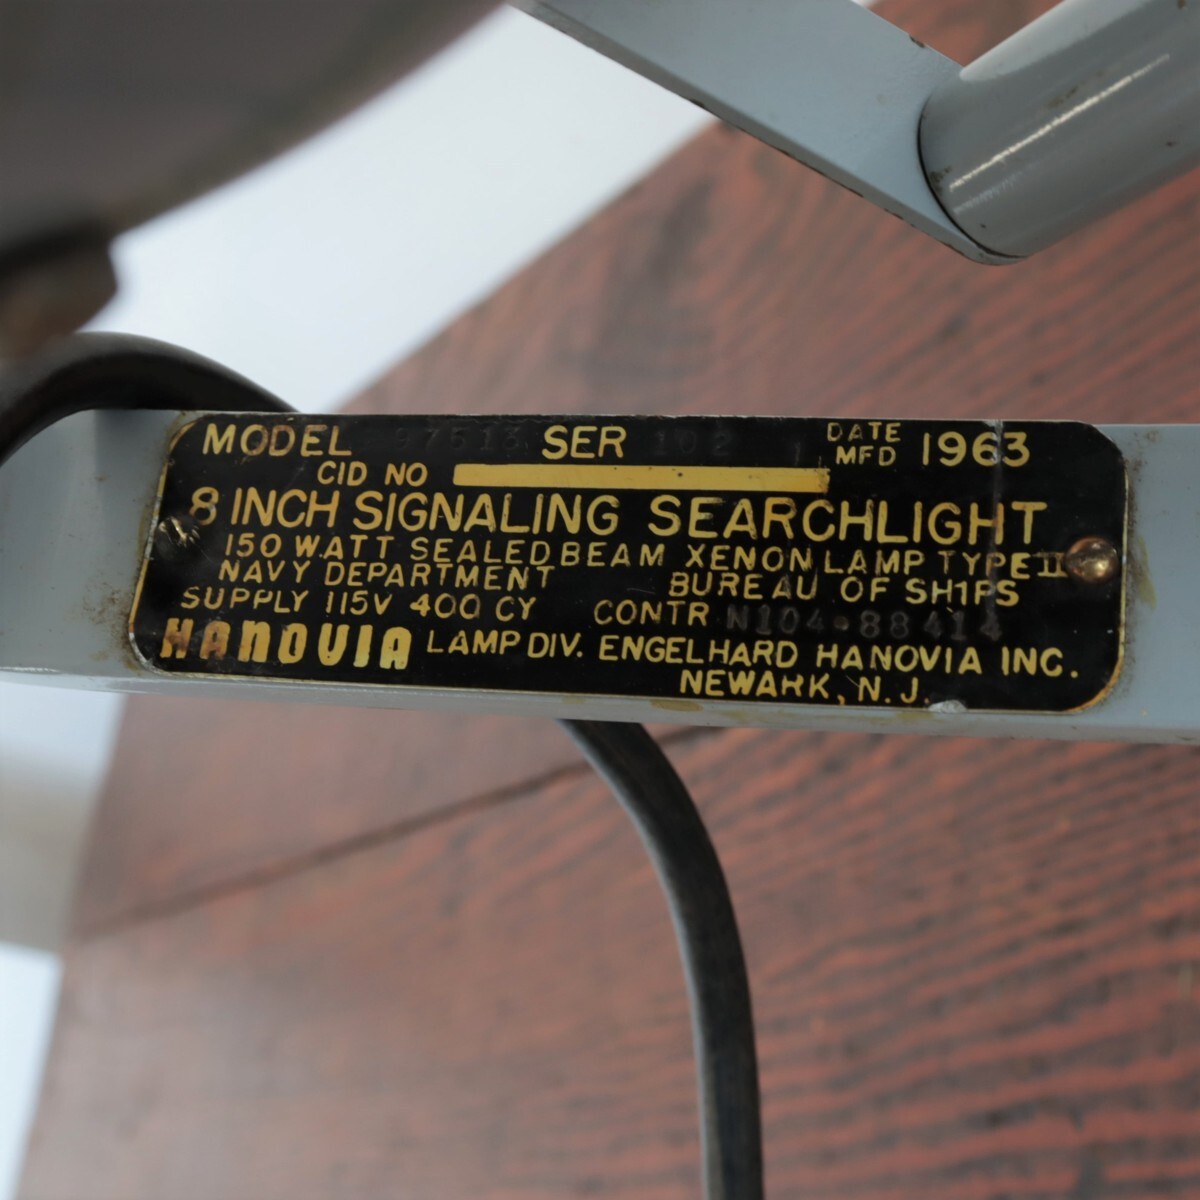 MODEL 97513 SER 102 DATE MFD 1963
CID NO
8 INCH SIGNALING SEARCHLIGHT
150 WATT SEALED BEAM XENON LAMP TYPE II
NAVY DEPARTMENT BUREAU OF SHIPS
SUPPLY 115V 400 CY CONTR N104-88414
HANOVIA LAMP DIV. ENGELHARD HANOVIA INC.
NEWARK, N.J.